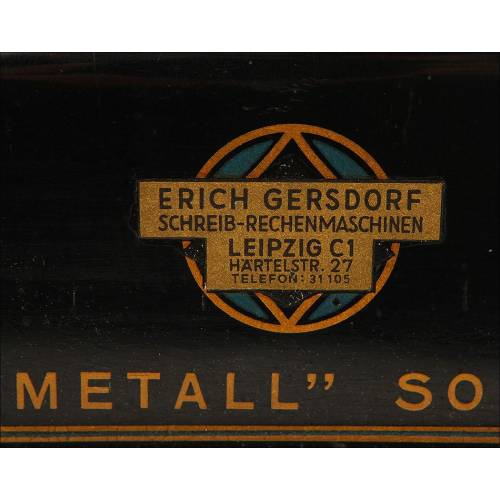 ERICH GERSDORF
SCHREIB-RECHENMASCHINEN
LEIPZIG C1
HÄRTELSTR. 27
TELEFON: 31105
METALL” SO